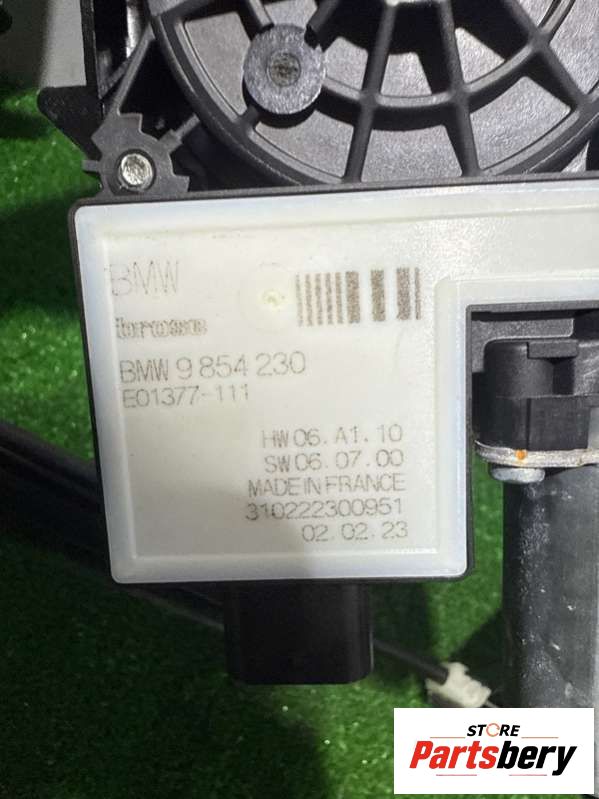 BMW
brose
BMW 9 854 230
E01377-111
HW 06. A1. 10
SW 06. 07. 00
MADE IN FRANCE
310222300951
02. 02. 23
STORE
Partsbery